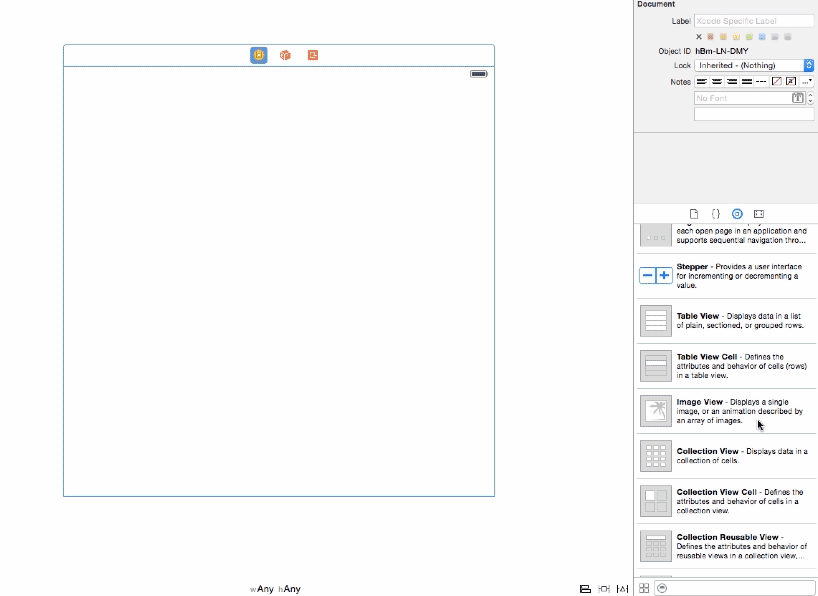 Document
Label Xcode Specific Label
Object ID hBm-LN-DMY
Lock Inherited - (Nothing)
Notes
No Font
each open page in an application and
supports sequential navigation thro...
Stepper - Provides a user interface
for incrementing or decrementing a
value.
Table View - Displays data in a list
of plain, sectioned, or grouped rows.
Table View Cell - Defines the
attributes and behavior of cells (rows)
in a table view.
Image View - Displays a single
image, or an animation described by
an array of images.
Collection View - Displays data in a
collection of cells.
Collection View Cell - Defines the
attributes and behavior of cells in a
collection view.
Collection Reusable View -
Defines the attributes and behavior of
reusable views in a collection view,...
wAny hAny